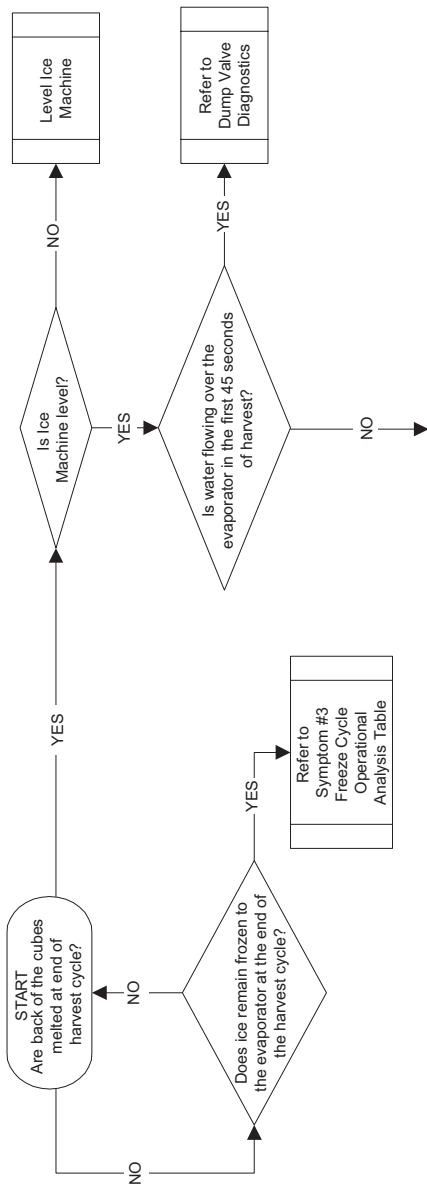 START
Are back of the cubes
melted at end of
harvest cycle?
YES
Is Ice
Machine level?
NO
Level Ice
Machine
YES
Is water flowing over the
evaporator in the first 45 seconds
of harvest?
YES
Refer to
Dump Valve
Diagnostics
NO
NO
Does ice remain frozen to
the evaporator at the end of
the harvest cycle?
NO
YES
Refer to
Symptom #3
Freeze Cycle
Operational
Analysis Table